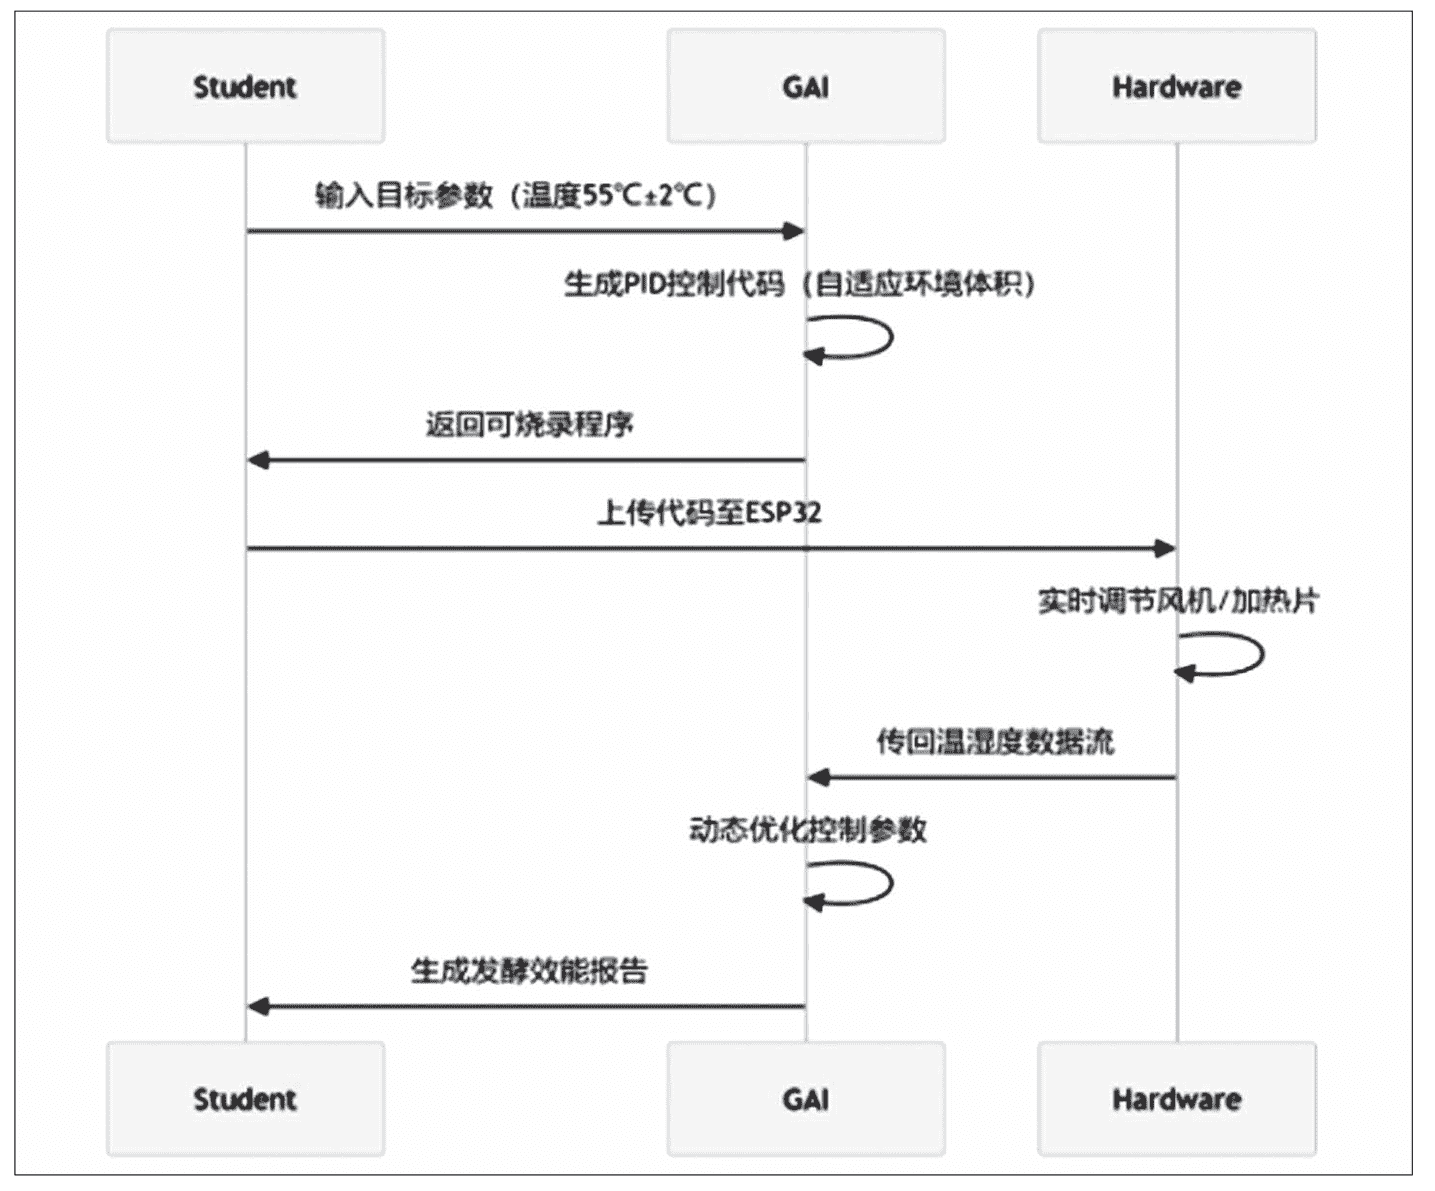 Student
GAI
Hardware
输入目标参数（温度55℃±2℃）
生成PID控制代码（自适应环境体积）
返回可烧录程序
上传代码至ESP32
实时调节风机/加热片
传回温湿度数据流
动态优化控制参数
生成发酵效能报告
Student
GAI
Hardware